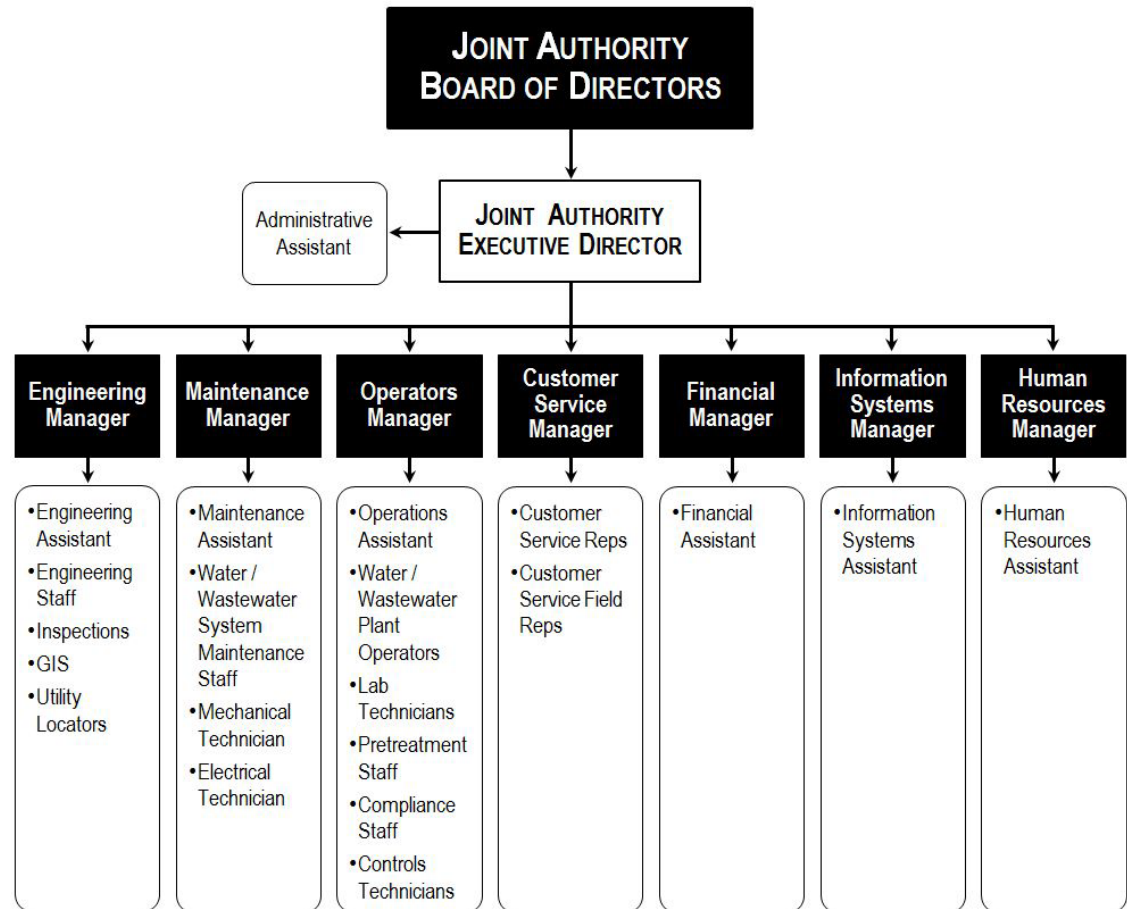 JOINT AUTHORITY
BOARD OF DIRECTORS
Administrative
Assistant
JOINT AUTHORITY
EXECUTIVE DIRECTOR
Engineering
Manager
Maintenance
Manager
Operators
Manager
Customer
Service
Manager
Financial
Manager
Information
Systems
Manager
Human
Resources
Manager
•Engineering
Assistant
•Engineering
Staff
•Inspections
•GIS
•Utility
Locators
•Maintenance
Assistant
•Water /
Wastewater
System
Maintenance
Staff
•Mechanical
Technician
•Electrical
Technician
•Operations
Assistant
•Water /
Wastewater
Plant
Operators
•Lab
Technicians
•Pretreatment
Staff
•Compliance
Staff
•Controls
Technicians
•Customer
Service Reps
•Customer
Service Field
Reps
•Financial
Assistant
•Information
Systems
Assistant
•Human
Resources
Assistant